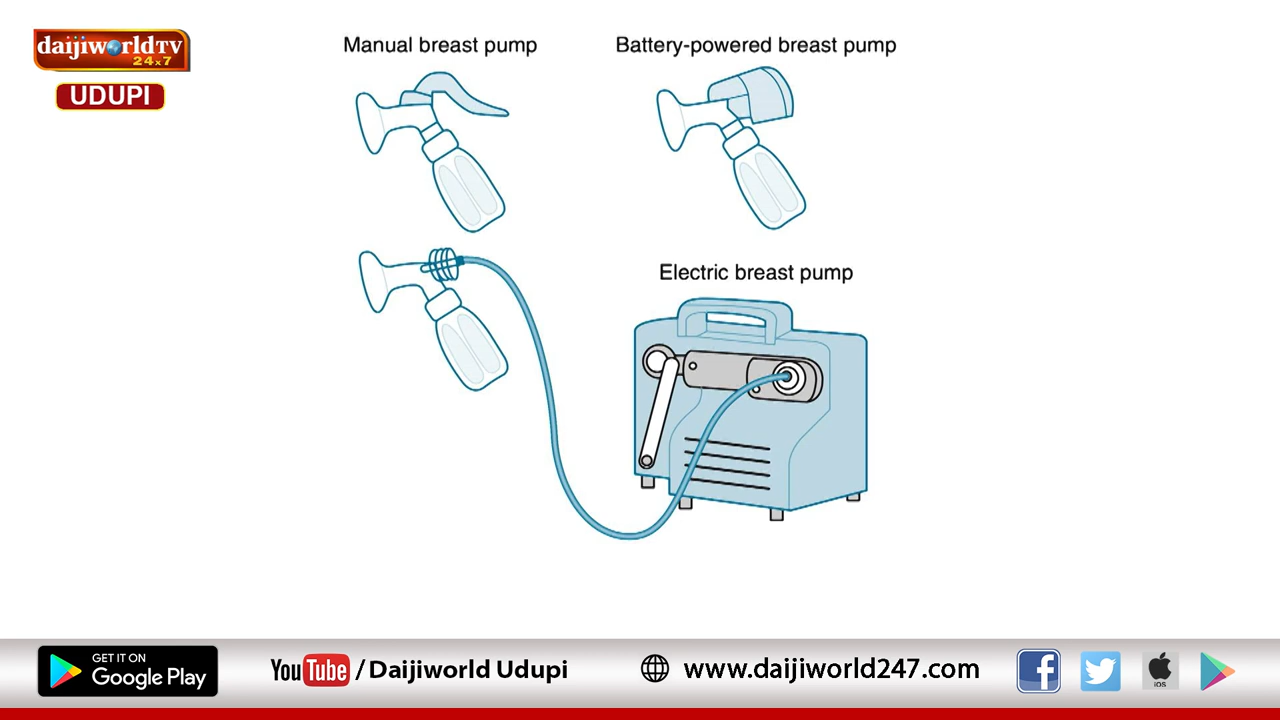 daijiworldTV
24x7
UDUPI
Manual breast pump
Battery-powered breast pump
Electric breast pump
GET IT ON
Google Play
YouTube / Daijiworld Udupi
www.daijiworld247.com
iOS